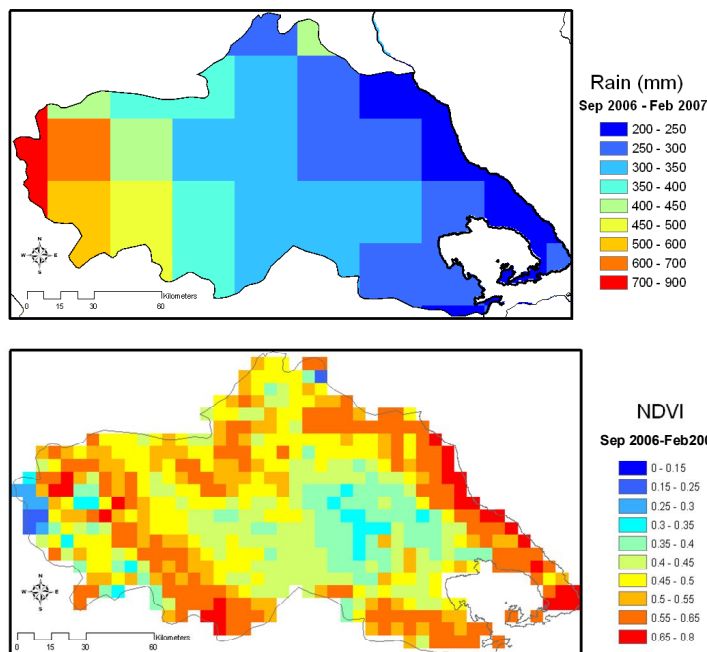 Rain (mm)
Sep 2006 - Feb 2007
200 - 250
250 - 300
300 - 350
350 - 400
400 - 450
450 - 500
500 - 600
600 - 700
700 - 900
N
W E
S
0 15 30 60 Kilometers
NDVI
Sep 2006-Feb200
0 - 0.15
0.15 - 0.25
0.25 - 0.3
0.3 - 0.35
0.35 - 0.4
0.4 - 0.45
0.45 - 0.5
0.5 - 0.55
0.55 - 0.65
0.65 - 0.8
N
W E
S
0 15 30 60 Kilometers